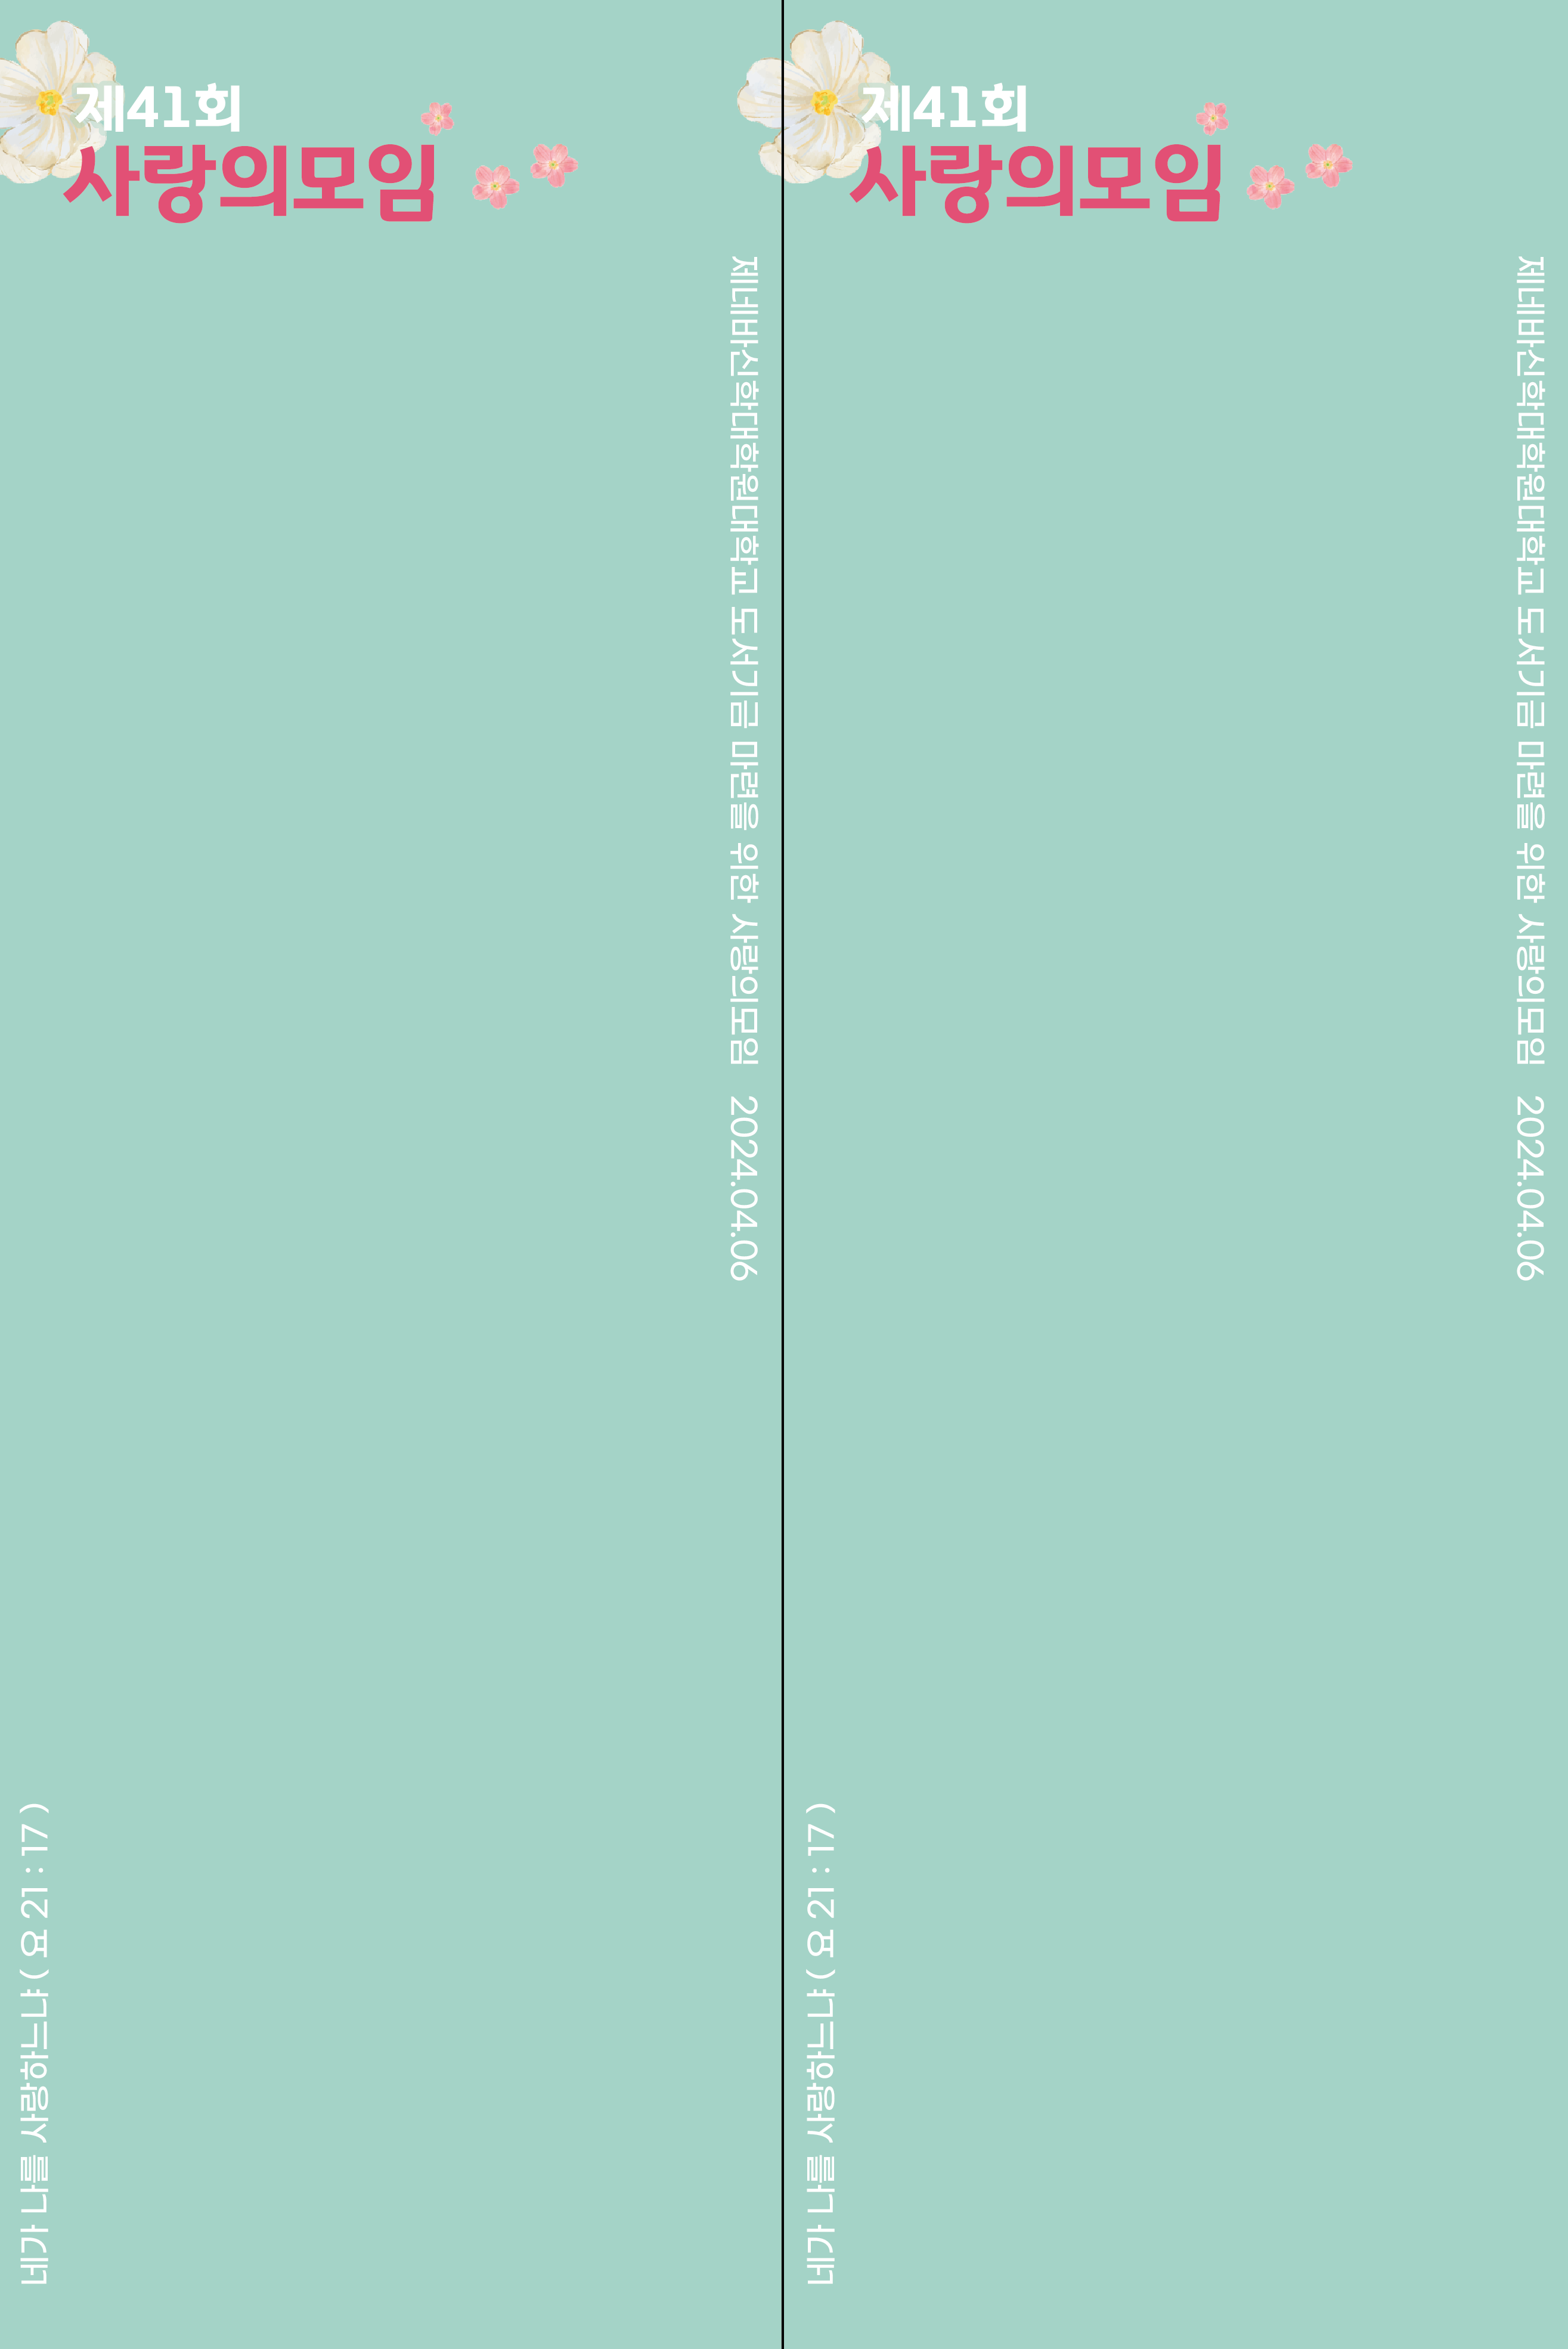 제41회
사랑의모임
제네바신학대학원대학교 도서기금 마련을 위한 사랑의모임 2024.04.06
네가 나를 사랑하느냐 ( 요 21 : 17 )
제41회
사랑의모임
제네바신학대학원대학교 도서기금 마련을 위한 사랑의모임 2024.04.06
네가 나를 사랑하느냐 ( 요 21 : 17 )